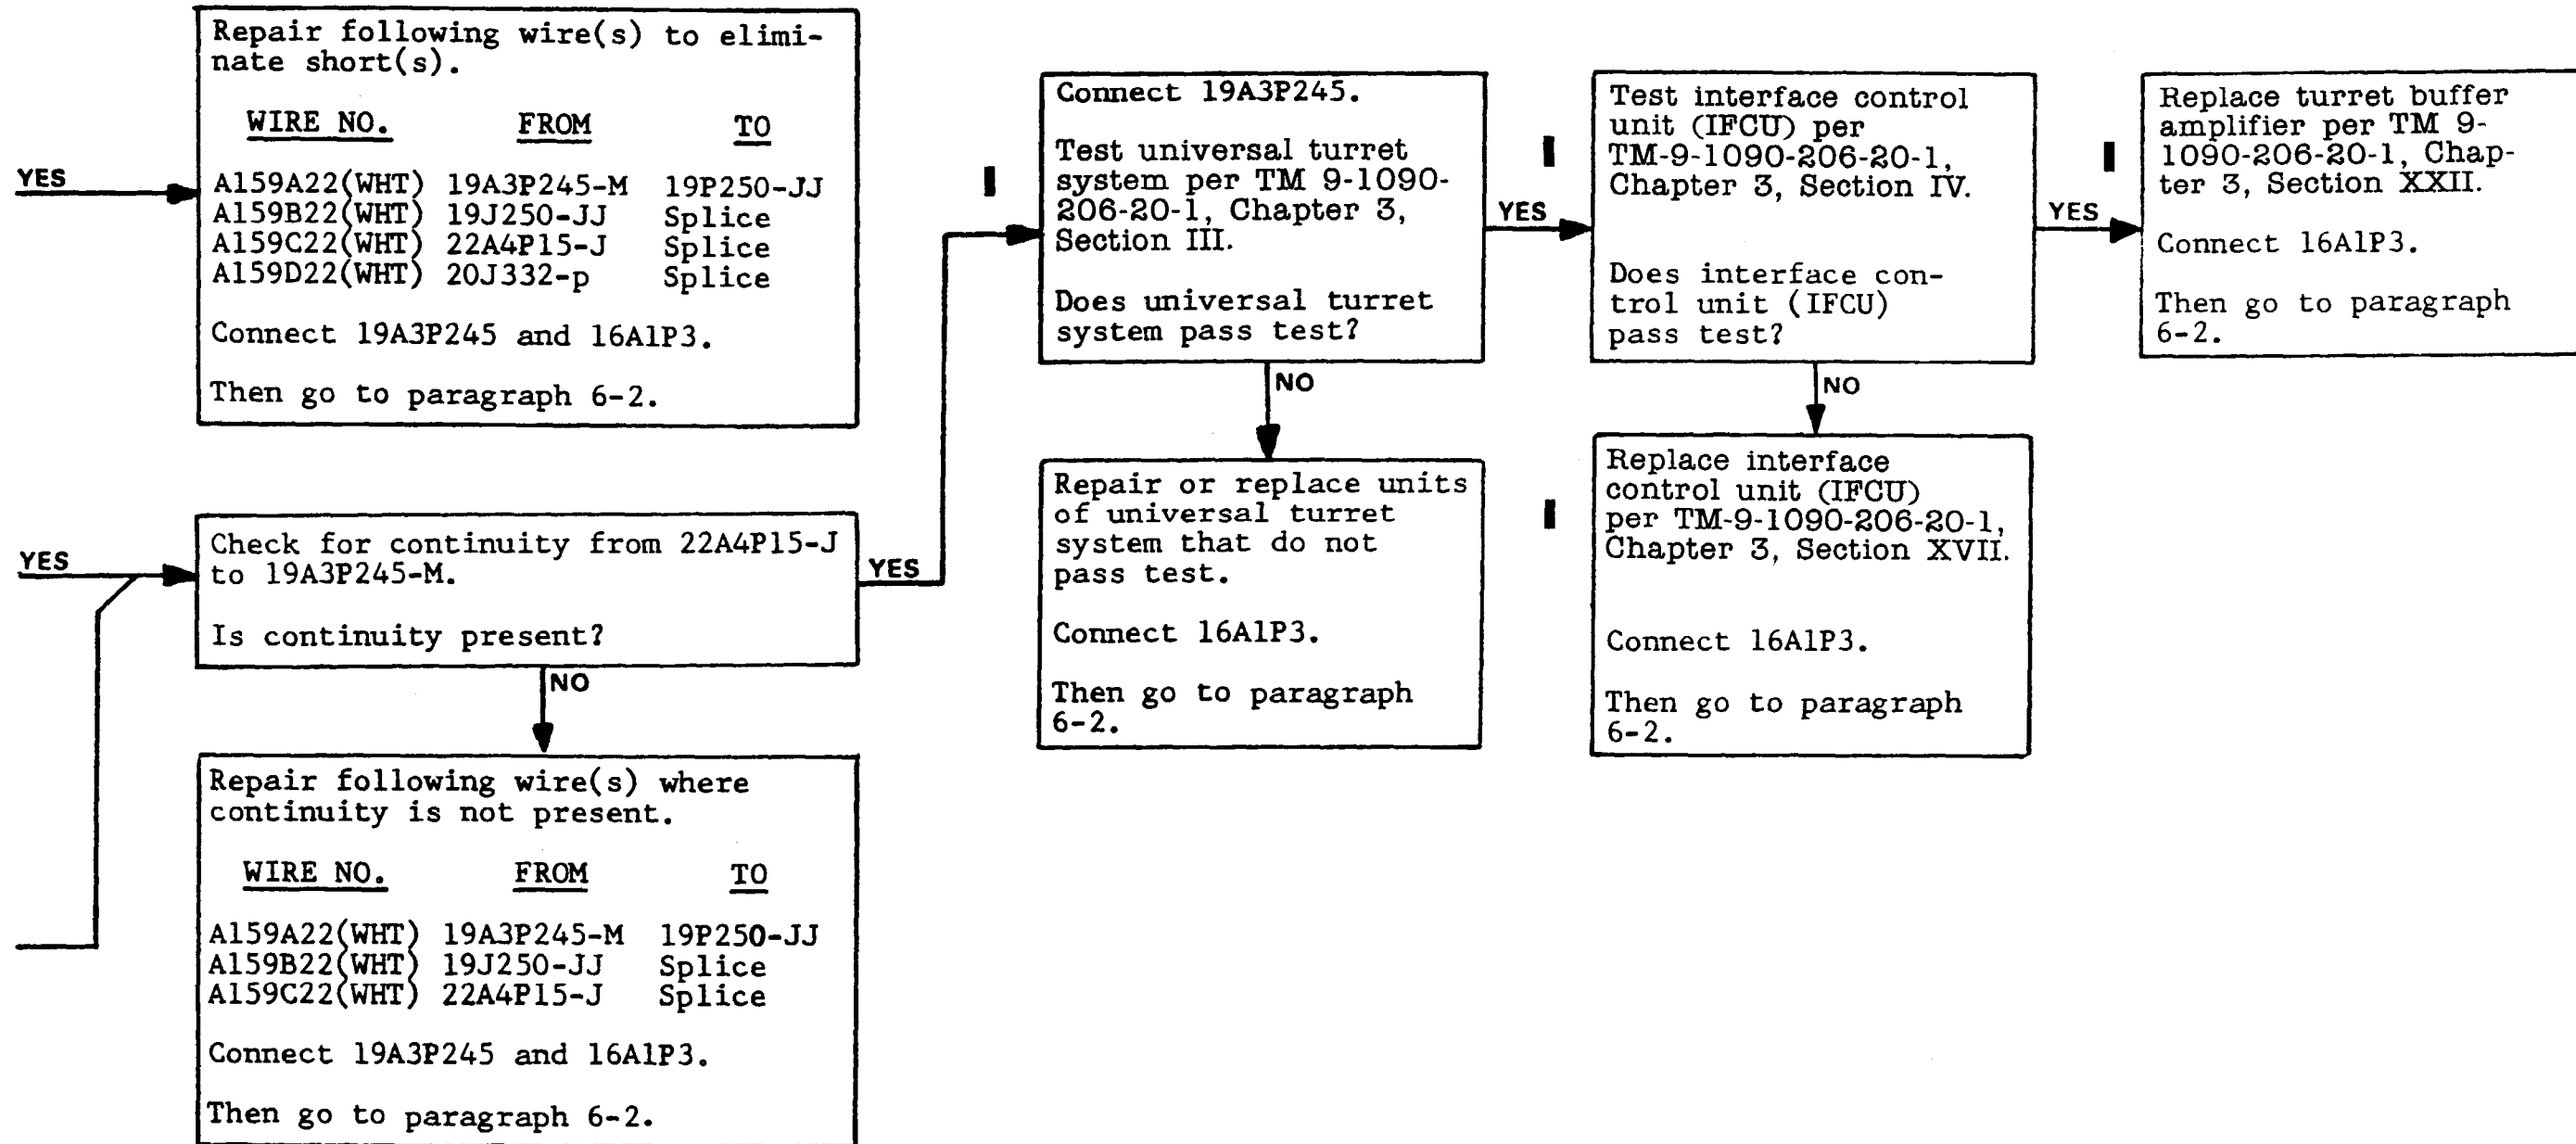 YES
Repair following wire(s) to elimi-
nate short(s).
WIRE NO. FROM TO
A159A22(WHT) 19A3P245-M 19P250-JJ
A159B22(WHT) 19J250-JJ Splice
A159C22(WHT) 22A4P15-J Splice
A159D22(WHT) 20J332-p Splice
Connect 19A3P245 and 16A1P3.
Then go to paragraph 6-2.
YES
Check for continuity from 22A4P15-J
to 19A3P245-M.
Is continuity present?
NO
Repair following wire(s) where
continuity is not present.
WIRE NO. FROM TO
A159A22(WHT) 19A3P245-M 19P250-JJ
A159B22(WHT) 19J250-JJ Splice
A159C22(WHT) 22A4P15-J Splice
Connect 19A3P245 and 16A1P3.
Then go to paragraph 6-2.
YES
Connect 19A3P245.
Test universal turret
system per TM 9-1090-
206-20-1, Chapter 3,
Section III.
Does universal turret
system pass test?
NO
Repair or replace units
of universal turret
system that do not
pass test.
Connect 16A1P3.
Then go to paragraph
6-2.
YES
Test interface control
unit (IFCU) per
TM-9-1090-206-20-1,
Chapter 3, Section IV.
Does interface con-
trol unit (IFCU)
pass test?
NO
Replace interface
control unit (IFCU)
per TM-9-1090-206-20-1,
Chapter 3, Section XVII.
Connect 16A1P3.
Then go to paragraph
6-2.
YES
Replace turret buffer
amplifier per TM 9-
1090-206-20-1, Chap-
ter 3, Section XXII.
Connect 16A1P3.
Then go to paragraph
6-2.